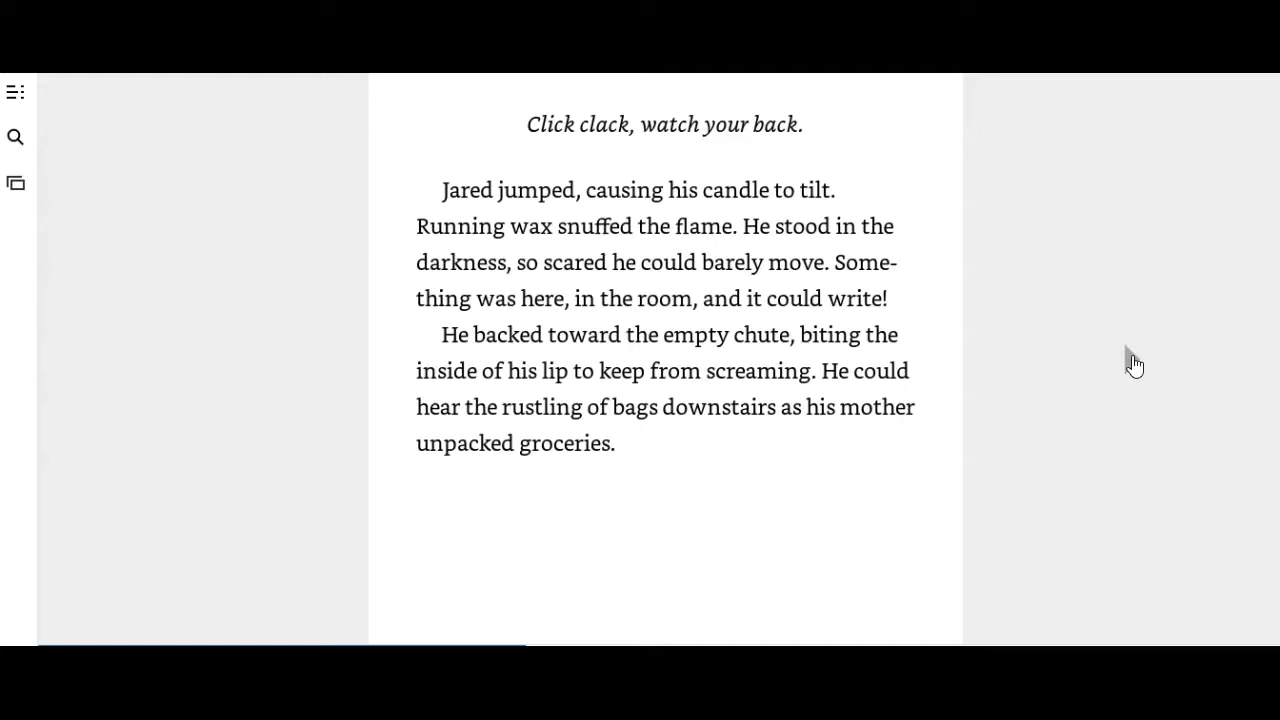 Click clack, watch your back.
Jared jumped, causing his candle to tilt.
Running wax snuffed the flame. He stood in the
darkness, so scared he could barely move. Some-
thing was here, in the room, and it could write!
He backed toward the empty chute, biting the
inside of his lip to keep from screaming. He could
hear the rustling of bags downstairs as his mother
unpacked groceries.